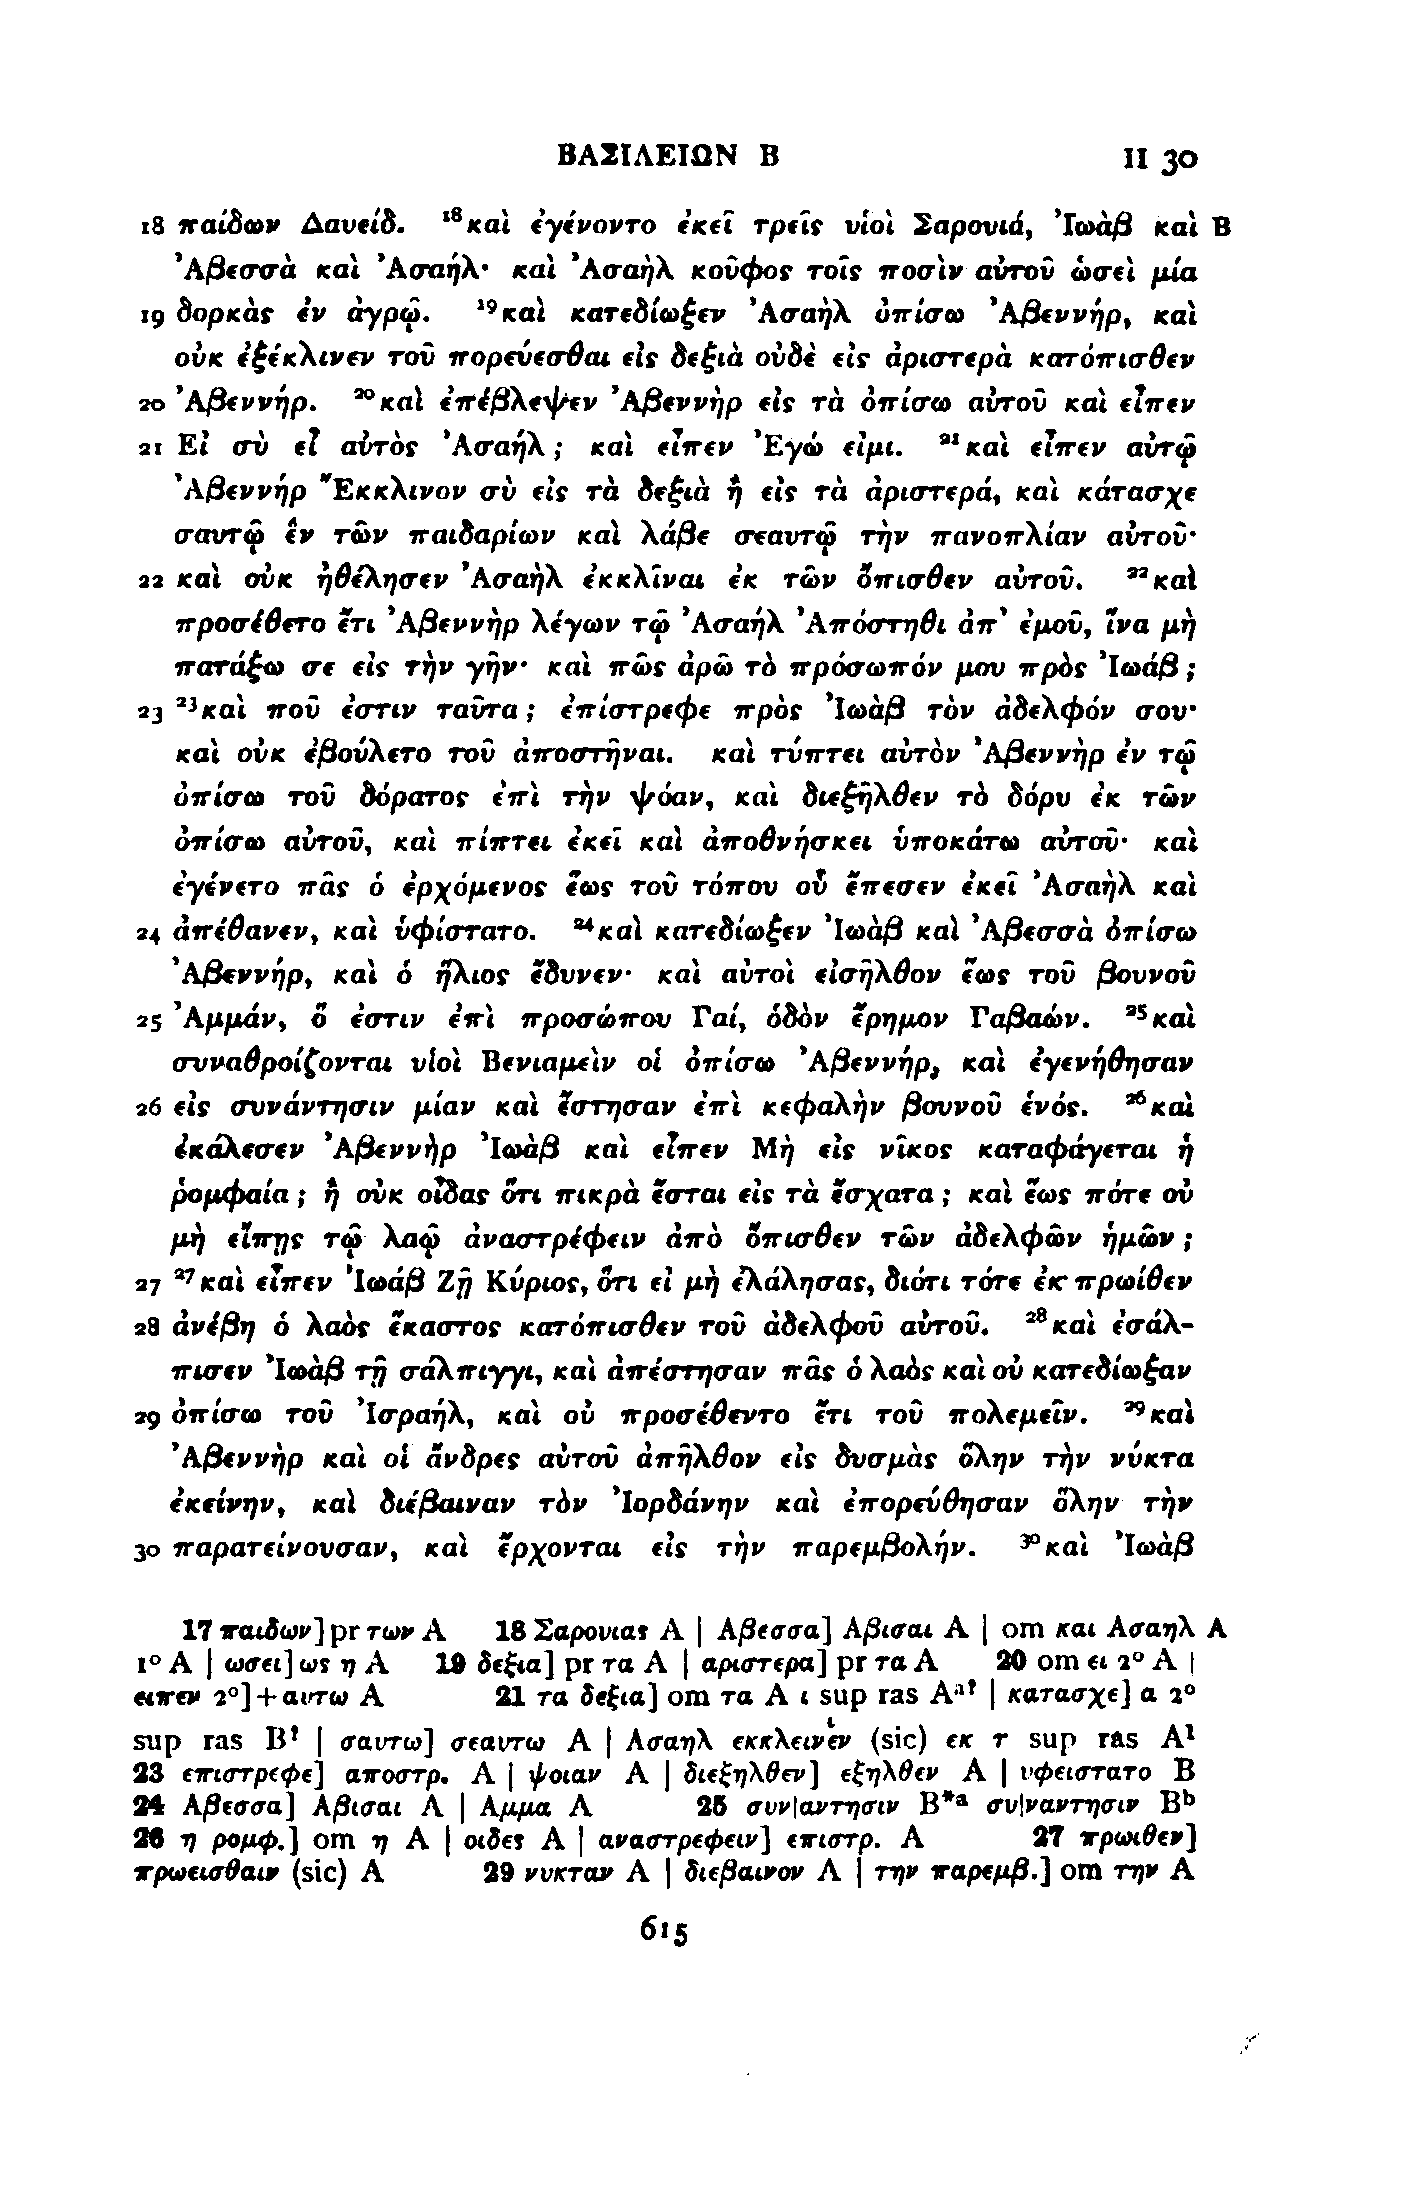 ΒΑΣΙΛΕΙΩΝ Β II 30
18 παίδων Δαυείδ. ¹⁸καὶ ἐγένοντο ἐκεῖ τρεῖς υἱοὶ Σαρουιά, Ἰωὰβ καὶ B
Ἀβεσσὰ καὶ Ἀσαήλ· καὶ Ἀσαὴλ κοῦφος τοῖς ποσὶν αὐτοῦ ὡσεὶ μία
19 δορκὰς ἐν ἀγρῷ. ¹⁹καὶ κατεδίωξεν Ἀσαὴλ ὀπίσω Ἀβεννήρ, καὶ
οὐκ ἐξέκλινεν τοῦ πορεύεσθαι εἰς δεξιὰ οὐδὲ εἰς ἀριστερὰ κατόπισθεν
20 Ἀβεννήρ. ²⁰καὶ ἐπέβλεψεν Ἀβεννὴρ εἰς τὰ ὀπίσω αὐτοῦ καὶ εἶπεν
21 Εἰ σὺ εἶ αὐτὸς Ἀσαήλ; καὶ εἶπεν Ἐγώ εἰμι. ²¹καὶ εἶπεν αὐτῷ
Ἀβεννήρ Ἔκκλινον σὺ εἰς τὰ δεξιὰ ἢ εἰς τὰ ἀριστερά, καὶ κάτασχε
σαυτῷ ἓν τῶν παιδαρίων καὶ λάβε σεαυτῷ τὴν πανοπλίαν αὐτοῦ·
22 καὶ οὐκ ἠθέλησεν Ἀσαὴλ ἐκκλῖναι ἐκ τῶν ὄπισθεν αὐτοῦ. ²²καὶ
προσέθετο ἔτι Ἀβεννὴρ λέγων τῷ Ἀσαήλ Ἀπόστηθι ἀπ᾽ ἐμοῦ, ἵνα μὴ
πατάξω σε εἰς τὴν γῆν· καὶ πῶς ἀρῶ τὸ πρόσωπόν μου πρὸς Ἰωάβ;
23 ²³καὶ ποῦ ἐστιν ταῦτα; ἐπίστρεφε πρὸς Ἰωὰβ τὸν ἀδελφόν σου·
καὶ οὐκ ἐβούλετο τοῦ ἀποστῆναι. καὶ τύπτει αὐτὸν Ἀβεννὴρ ἐν τῷ
ὀπίσω τοῦ δόρατος ἐπὶ τὴν ψόαν, καὶ διεξῆλθεν τὸ δόρυ ἐκ τῶν
ὀπίσω αὐτοῦ, καὶ πίπτει ἐκεῖ καὶ ἀποθνήσκει ὑποκάτω αὐτοῦ· καὶ
ἐγένετο πᾶς ὁ ἐρχόμενος ἕως τοῦ τόπου οὗ ἔπεσεν ἐκεῖ Ἀσαὴλ καὶ
24 ἀπέθανεν, καὶ ὑφίστατο. ²⁴καὶ κατεδίωξεν Ἰωὰβ καὶ Ἀβεσσὰ ὀπίσω
Ἀβεννήρ, καὶ ὁ ἥλιος ἔδυνεν· καὶ αὐτοὶ εἰσῆλθον ἕως τοῦ βουνοῦ
25 Ἀμμάν, ὅ ἐστιν ἐπὶ προσώπου Γαί, ὁδὸν ἔρημον Γαβαών. ²⁵καὶ
συναθροίζονται υἱοὶ Βενιαμεὶν οἱ ὀπίσω Ἀβεννήρ, καὶ ἐγενήθησαν
26 εἰς συνάντησιν μίαν καὶ ἔστησαν ἐπὶ κεφαλὴν βουνοῦ ἑνός. ²⁶καὶ
ἐκάλεσεν Ἀβεννὴρ Ἰωὰβ καὶ εἶπεν Μὴ εἰς νῖκος καταφάγεται ἡ
ῥομφαία; ἢ οὐκ οἶδας ὅτι πικρὰ ἔσται εἰς τὰ ἔσχατα; καὶ ἕως πότε οὐ
μὴ εἴπῃς τῷ λαῷ ἀναστρέφειν ἀπὸ ὄπισθεν τῶν ἀδελφῶν ἡμῶν;
27 ²⁷καὶ εἶπεν Ἰωάβ Ζῇ Κύριος, ὅτι εἰ μὴ ἐλάλησας, διότι τότε ἐκ πρωίθεν
28 ἀνέβη ὁ λαὸς ἕκαστος κατόπισθεν τοῦ ἀδελφοῦ αὐτοῦ. ²⁸καὶ ἐσάλ-
πισεν Ἰωὰβ τῇ σάλπιγγι, καὶ ἀπέστησαν πᾶς ὁ λαὸς καὶ οὐ κατεδίωξαν
29 ὀπίσω τοῦ Ἰσραήλ, καὶ οὐ προσέθεντο ἔτι τοῦ πολεμεῖν. ²⁹καὶ
Ἀβεννὴρ καὶ οἱ ἄνδρες αὐτοῦ ἀπῆλθον εἰς δυσμὰς ὅλην τὴν νύκτα
ἐκείνην, καὶ διέβαιναν τὸν Ἰορδάνην καὶ ἐπορεύθησαν ὅλην τὴν
30 παρατείνουσαν, καὶ ἔρχονται εἰς τὴν παρεμβολήν. ³⁰καὶ Ἰωὰβ
17 παιδων] pr των A 18 Σαρουιας A | Αβεσσα] Αβισαι A | om και Ασαηλ A
1° A | ωσει] ως η A 19 δεξια] pr τα A | αριστερα] pr τα A 20 om ει 2° A |
ειπεν 2°] + αυτω A 21 τα δεξια] om τα A ι sup ras Aᵃ? | κατασχε] α 2°
sup ras B? | σαυτω] σεαυτω A | Ασαηλ εκκλεινεͺν (sic) εκ τ sup ras A¹
23 επιστρεφε] αποστρ. A | ψοιαν A | διεξηλθεν] εξηλθεν A | υφειστατο B
24 Αβεσσα] Αβισαι A | Αμμα A 25 συν|αντησιν B*ᵃ συ|ναντησιν Bᵇ
26 η ρομφ.] om η A | οιδες A | αναστρεφειν] επιστρ. A 27 πρωιθεν]
πρωεισθαιν (sic) A 29 νυκταν A | διεβαινον A | την παρεμβ.] om την A
615